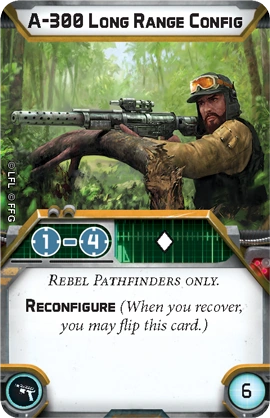 A-300 Long Range Config
©LFL ©FFG
1 – 4
Rebel Pathfinders only.
Reconfigure (When you recover,
you may flip this card.)
6